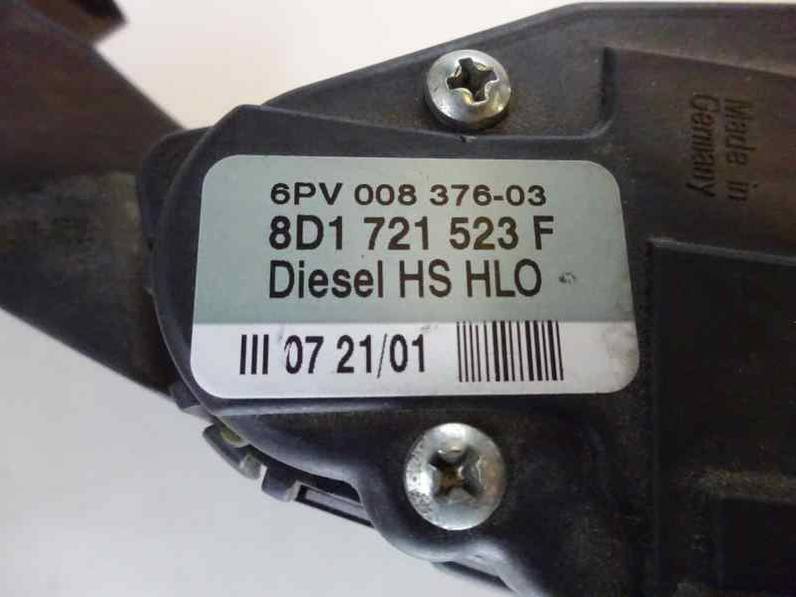 6PV 008 376-03
8D1 721 523 F
Diesel HS HLO
III 07 21/01
Made in
Germany